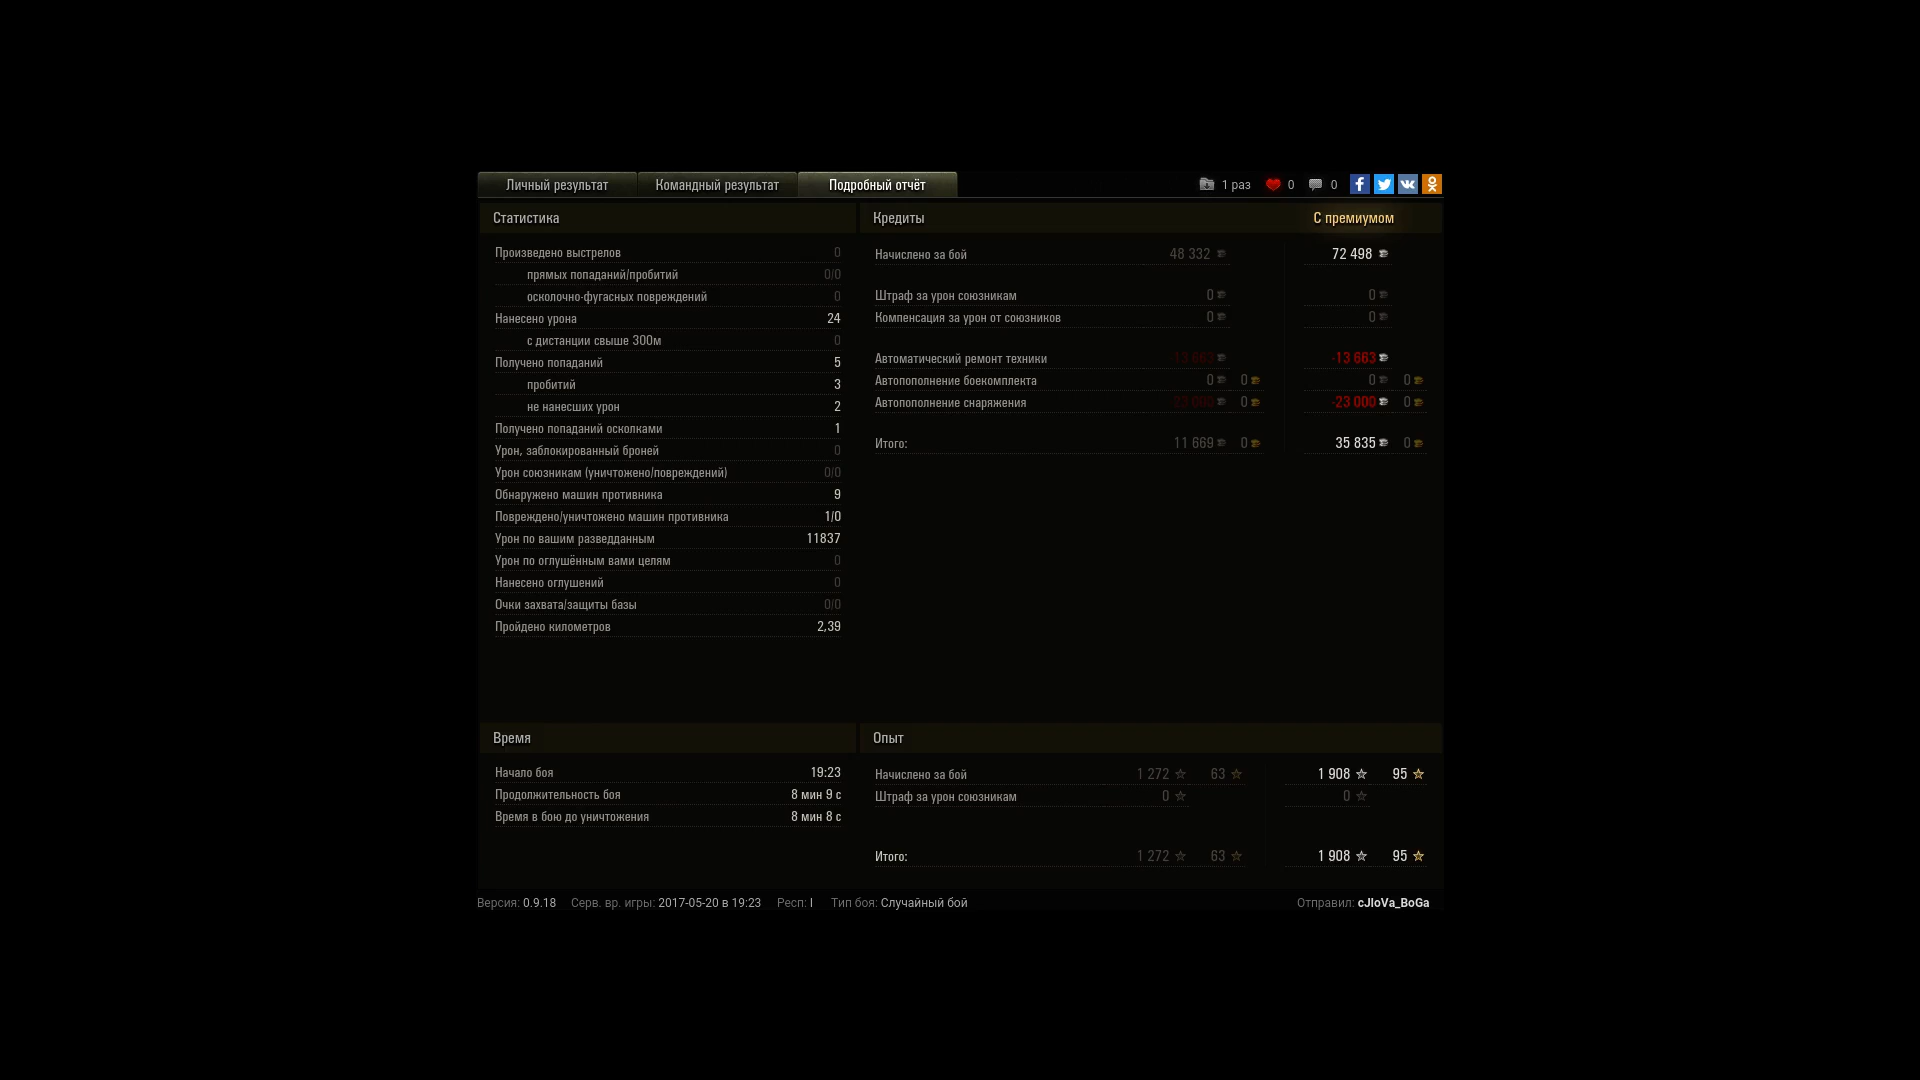 Личный результат Командный результат Подробный отчёт 1 раз 0 0
Статистика
Произведено выстрелов 0
прямых попаданий/пробитий 0/0
осколочно-фугасных повреждений 0
Нанесено урона 24
с дистанции свыше 300м 0
Получено попаданий 5
пробитий 3
не нанесших урон 2
Получено попаданий осколками 1
Урон, заблокированный броней 0
Урон союзникам (уничтожено/повреждений) 0/0
Обнаружено машин противника 9
Повреждено/уничтожено машин противника 1/0
Урон по вашим разведданным 11837
Урон по оглушённым вами целям 0
Нанесено оглушений 0
Очки захвата/защиты базы 0/0
Пройдено километров 2,39
Кредиты С премиумом
Начислено за бой 48 332 72 498
Штраф за урон союзникам 0 0
Компенсация за урон от союзников 0 0
Автоматический ремонт техники -13 663 -13 663
Автопополнение боекомплекта 0 0 0 0
Автопополнение снаряжения -23 000 0 -23 000 0
Итого: 11 669 0 35 835 0
Время
Начало боя 19:23
Продолжительность боя 8 мин 9 с
Время в бою до уничтожения 8 мин 8 с
Опыт
Начислено за бой 1 272 63 1 908 95
Штраф за урон союзникам 0 0
Итого: 1 272 63 1 908 95
Версия: 0.9.18 Серв. вр. игры: 2017-05-20 в 19:23 Респ: I Тип боя: Случайный бой Отправил: cJIoVa_BoGa